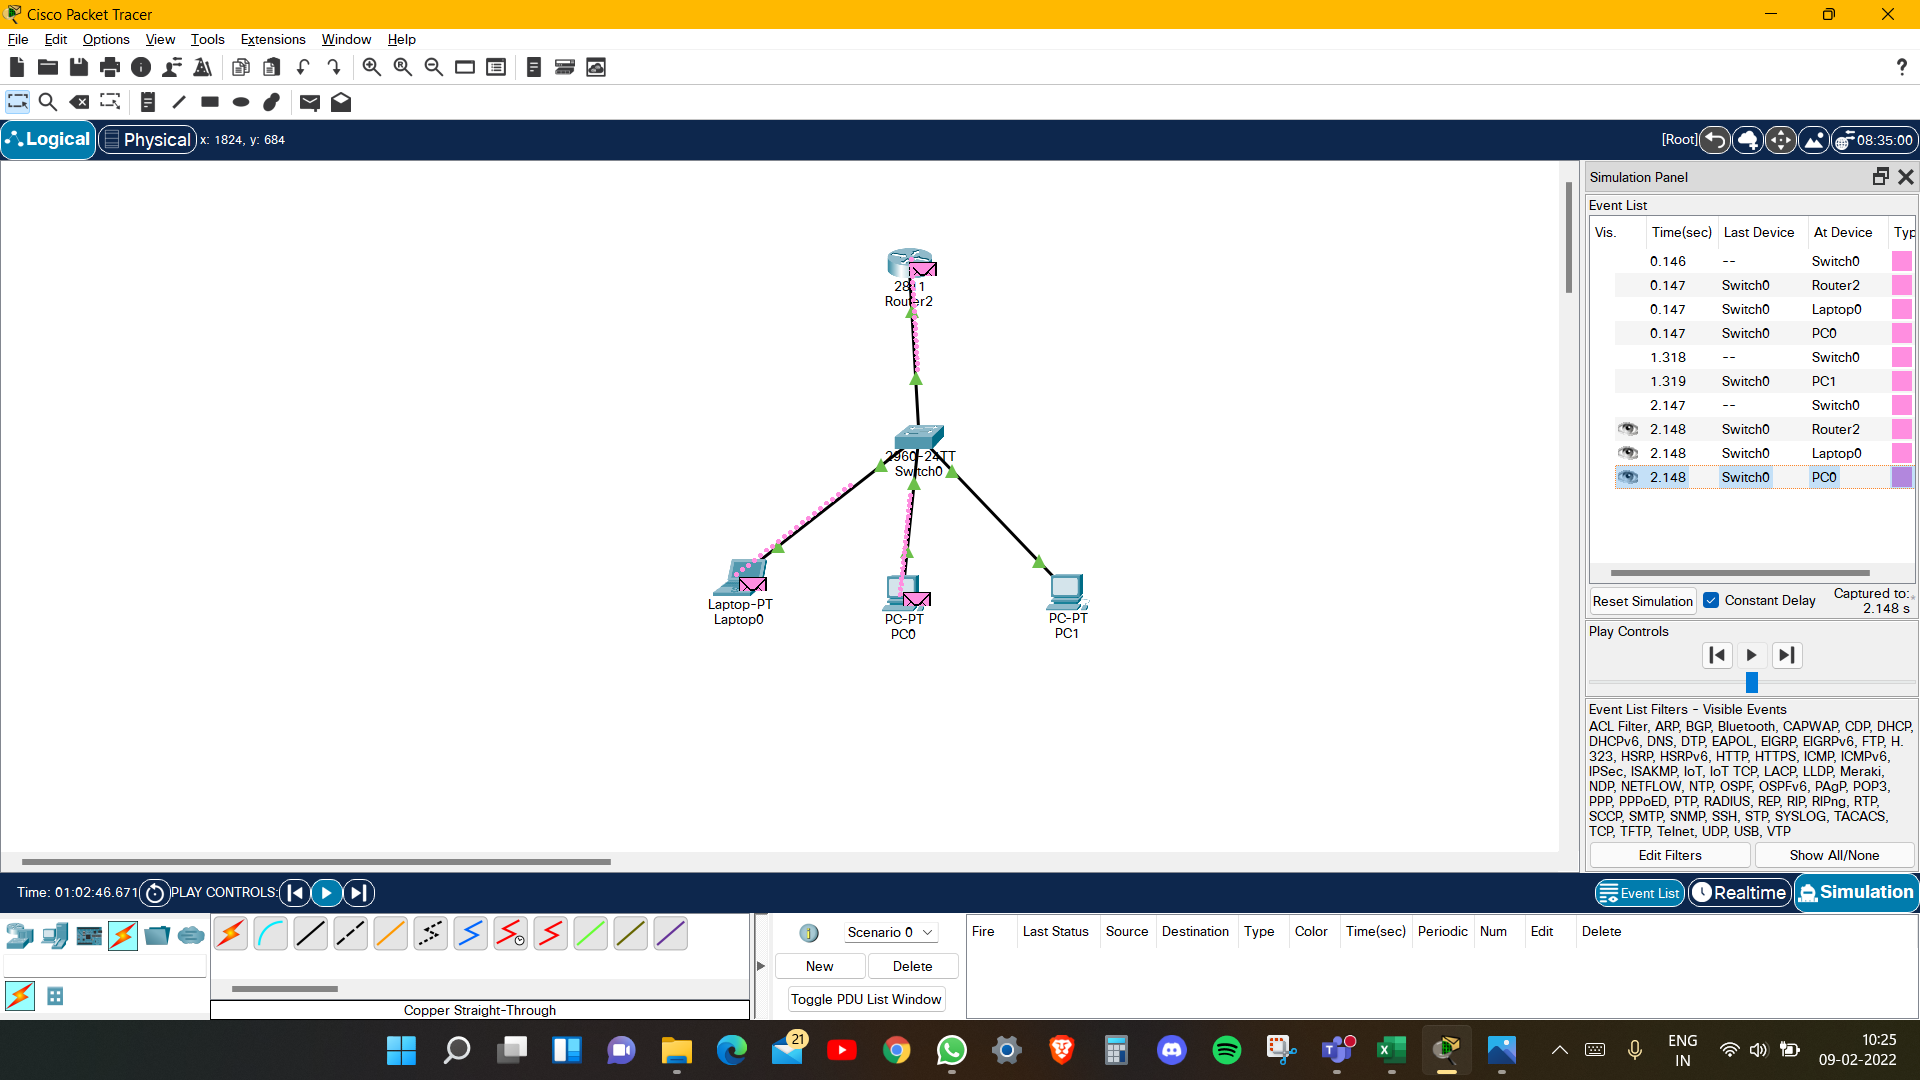 Cisco Packet Tracer
File Edit Options View Tools Extensions Window Help
Logical Physical x: 1824, y: 684 [Root] 08:35:00
Simulation Panel
Event List
Vis. Time(sec) Last Device At Device Typ
0.146 -- Switch0
0.147 Switch0 Router2
0.147 Switch0 Laptop0
0.147 Switch0 PC0
1.318 -- Switch0
1.319 Switch0 PC1
2.147 -- Switch0
2.148 Switch0 Router2
2.148 Switch0 Laptop0
2.148 Switch0 PC0
Reset Simulation Constant Delay Captured to:
2.148 s
Play Controls
Event List Filters - Visible Events
ACL Filter, ARP, BGP, Bluetooth, CAPWAP, CDP, DHCP,
DHCPv6, DNS, DTP, EAPOL, EIGRP, EIGRPv6, FTP, H.
323, HSRP, HSRPv6, HTTP, HTTPS, ICMP, ICMPv6,
IPSec, ISAKMP, IoT, IoT TCP, LACP, LLDP, Meraki,
NDP, NETFLOW, NTP, OSPF, OSPFv6, PAgP, POP3,
PPP, PPPoED, PTP, RADIUS, REP, RIP, RIPng, RTP,
SCCP, SMTP, SNMP, SSH, STP, SYSLOG, TACACS,
TCP, TFTP, Telnet, UDP, USB, VTP
Edit Filters Show All/None
2811
Router2
2960-24TT
Switch0
Laptop-PT
Laptop0
PC-PT
PC0
PC-PT
PC1
Time: 01:02:46.671 PLAY CONTROLS: Event List Realtime Simulation
Scenario 0
New Delete
Toggle PDU List Window
Fire Last Status Source Destination Type Color Time(sec) Periodic Num Edit Delete
Copper Straight-Through
21
ENG
IN
10:25
09-02-2022